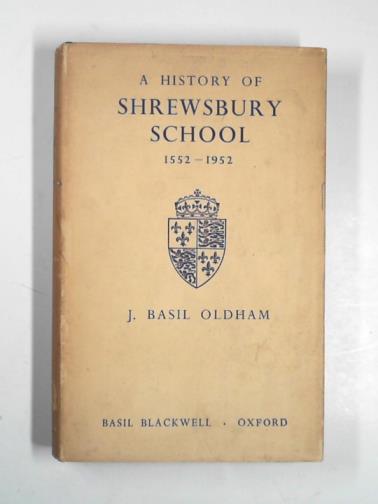 A HISTORY OF
SHREWSBURY
SCHOOL
1552 – 1952
J. BASIL OLDHAM
BASIL BLACKWELL · OXFORD